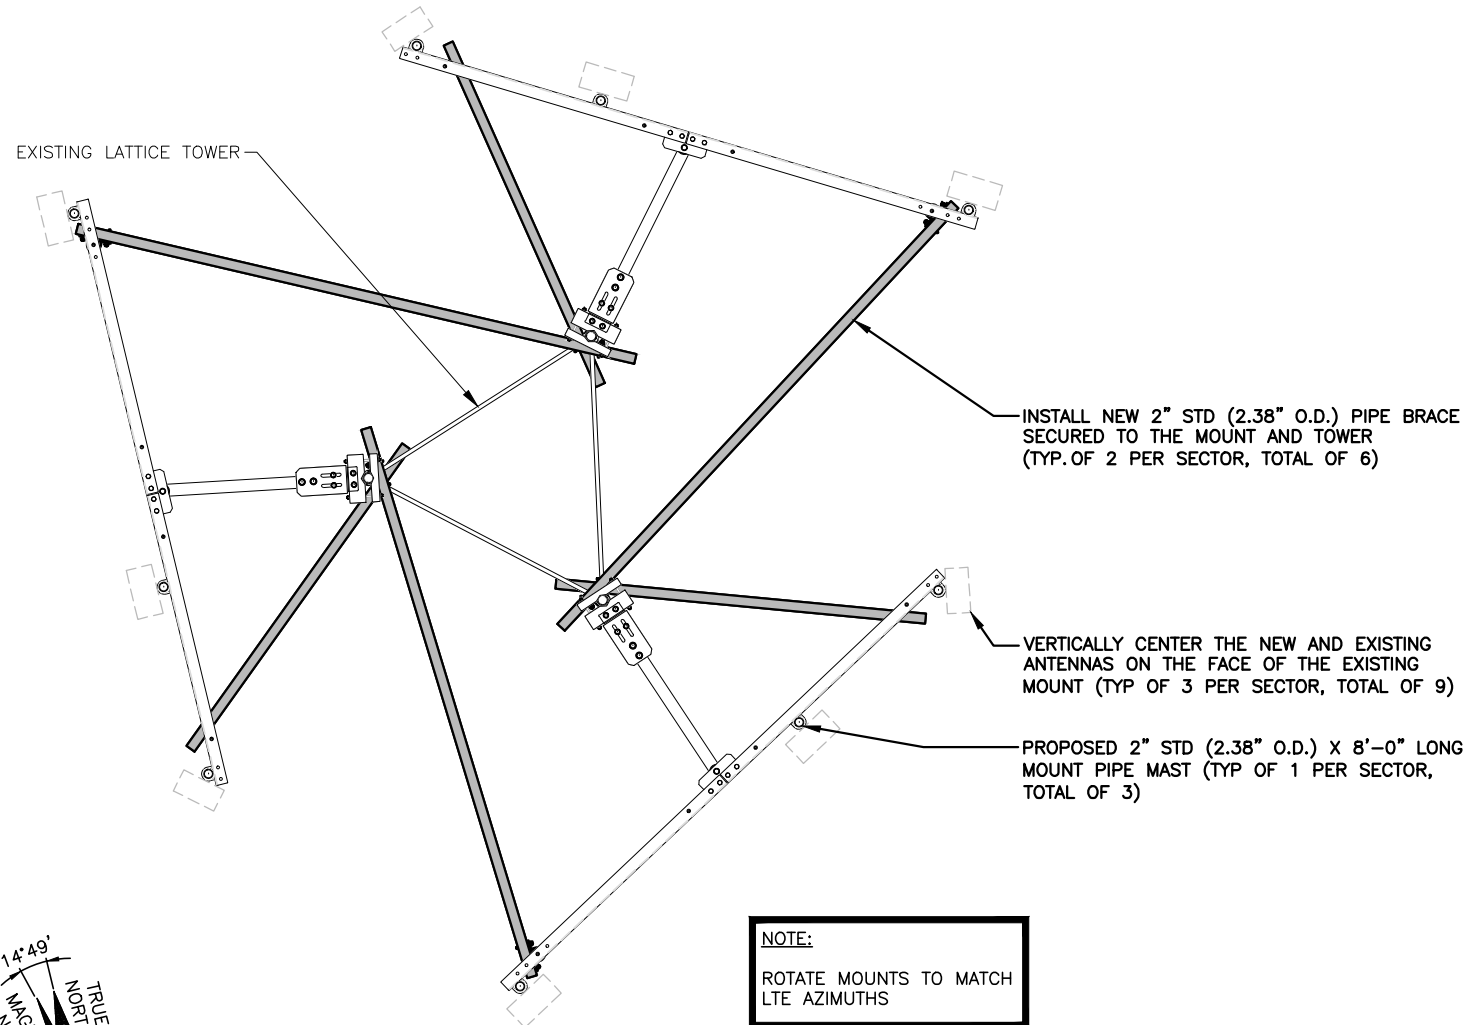 EXISTING LATTICE TOWER
INSTALL NEW 2" STD (2.38" O.D.) PIPE BRACE
SECURED TO THE MOUNT AND TOWER
(TYP. OF 2 PER SECTOR, TOTAL OF 6)
VERTICALLY CENTER THE NEW AND EXISTING
ANTENNAS ON THE FACE OF THE EXISTING
MOUNT (TYP OF 3 PER SECTOR, TOTAL OF 9)
PROPOSED 2" STD (2.38" O.D.) X 8'-0" LONG
MOUNT PIPE MAST (TYP OF 1 PER SECTOR,
TOTAL OF 3)
NOTE:
ROTATE MOUNTS TO MATCH
LTE AZIMUTHS
14°49'
TRUE